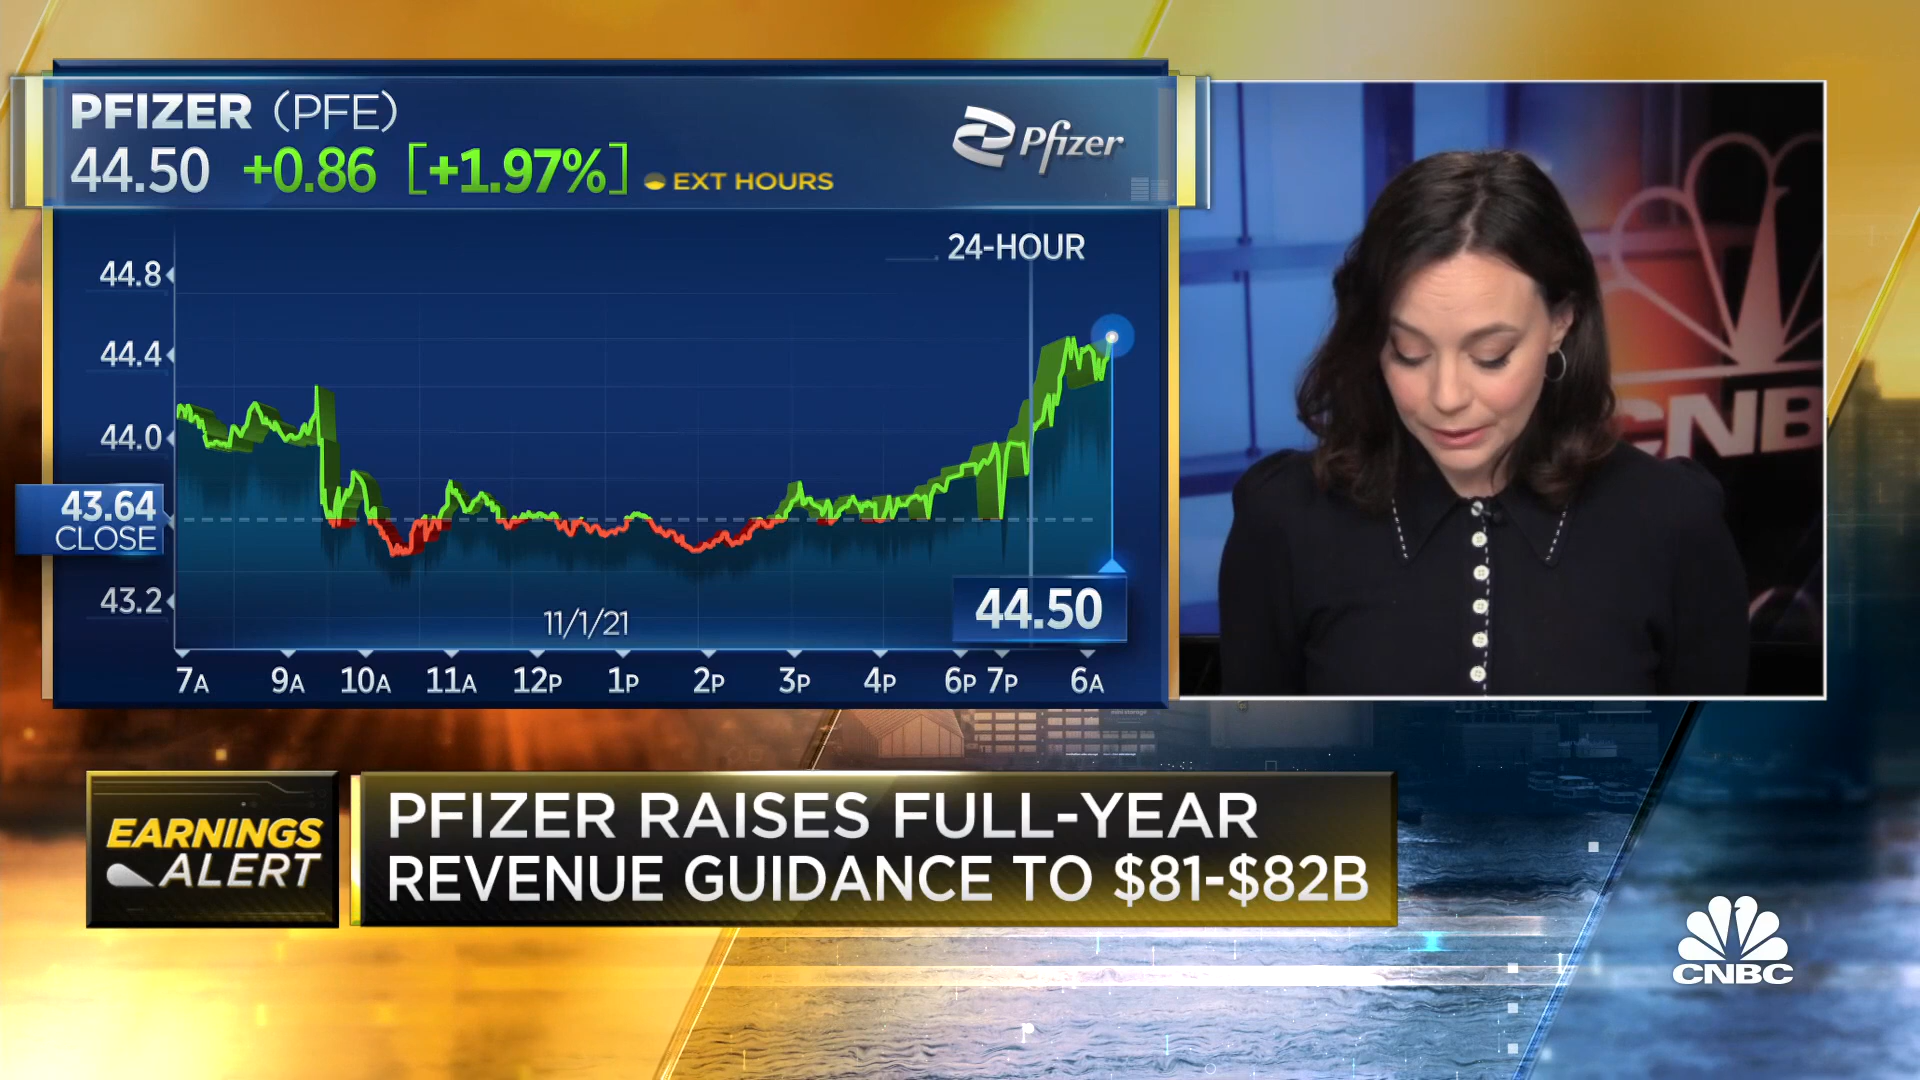 PFIZER (PFE)
44.50 +0.86 [+1.97%] EXT HOURS
Pfizer
24-HOUR
44.8
44.4
44.0
43.64
CLOSE
43.2
11/1/21
44.50
7A 9A 10A 11A 12P 1P 2P 3P 4P 6P 7P 6A
CNBC
EARNINGS
ALERT
PFIZER RAISES FULL-YEAR
REVENUE GUIDANCE TO $81-$82B
CNBC